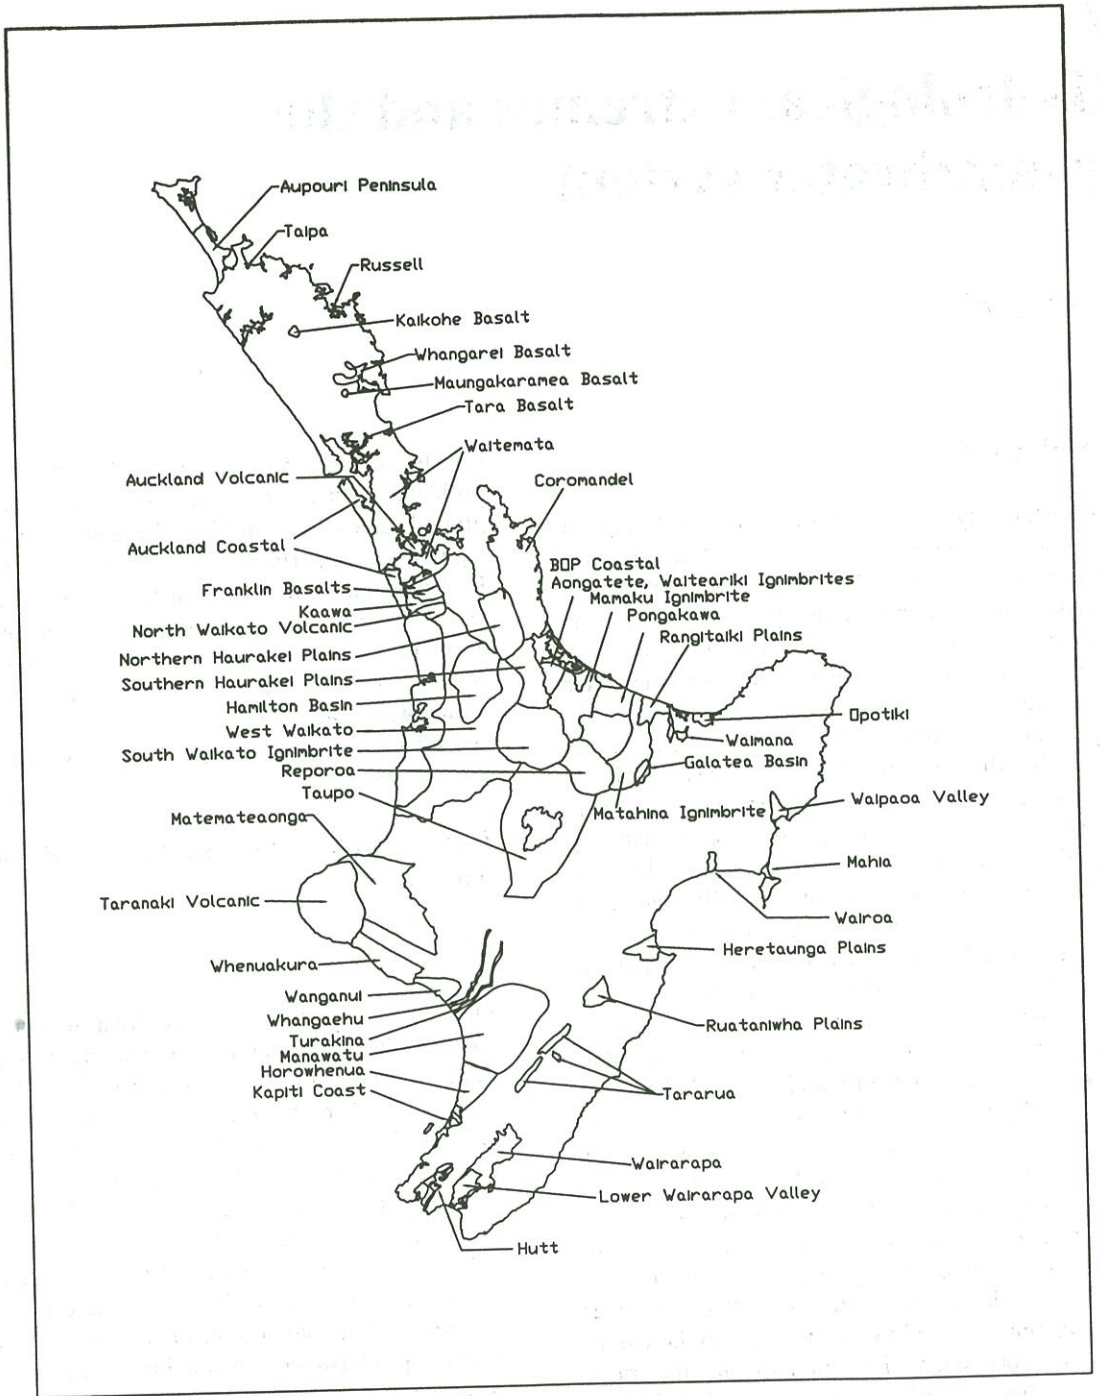 Aupouri Peninsula
Taipa
Russell
Kaikohe Basalt
Whangarei Basalt
Maungakaramea Basalt
Tara Basalt
Waitemata
Auckland Volcanic
Coromandel
Auckland Coastal
BOP Coastal
Aongatete, Waiteariki Ignimbrites
Mamaku Ignimbrite
Pongakawa
Rangitaiki Plains
Franklin Basalts
Kaawa
North Waikato Volcanic
Northern Haurakei Plains
Southern Haurakei Plains
Hamilton Basin
West Waikato
South Waikato Ignimbrite
Reporoa
Taupo
Opotiki
Waimana
Galatea Basin
Matahina Ignimbrite
Waipaoa Valley
Matemateaonga
Mahia
Taranaki Volcanic
Wairoa
Heretaunga Plains
Whenuakura
Wanganui
Whangaehu
Turakina
Manawatu
Horowhenua
Kapiti Coast
Ruataniwha Plains
Tararua
Wairarapa
Lower Wairarapa Valley
Hutt